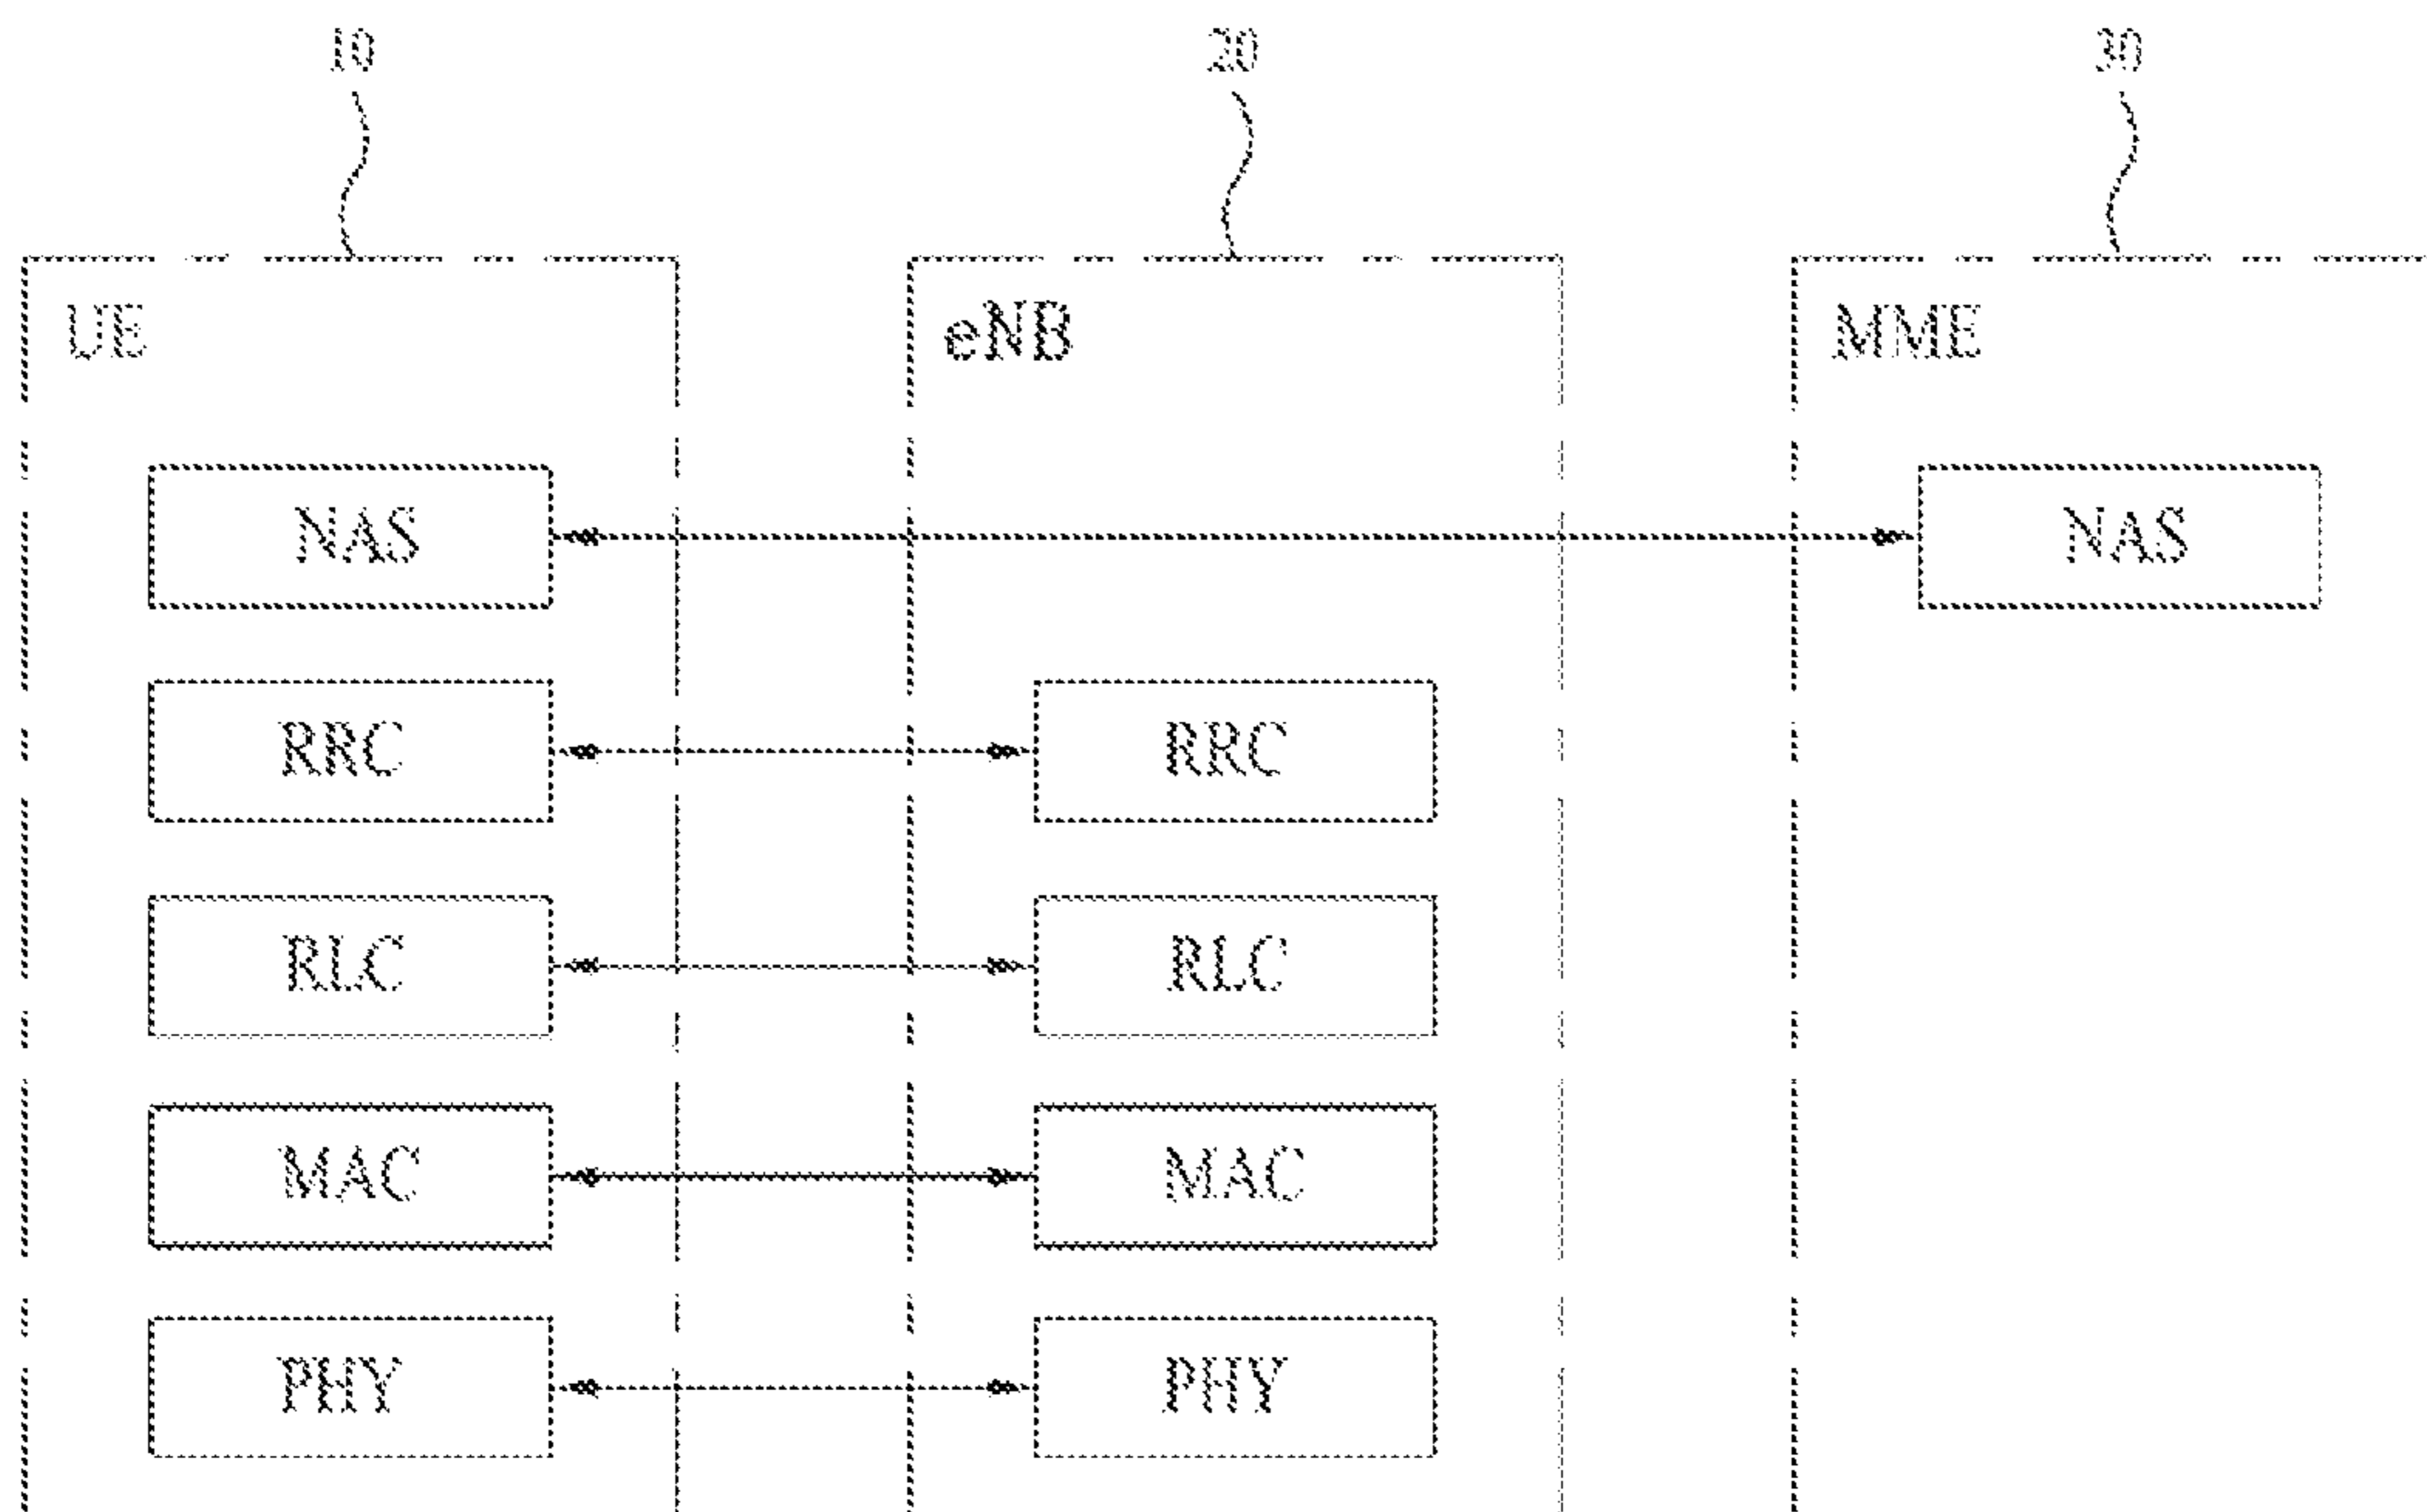 10 20 30
UE eNB MME
NAS NAS
RRC RRC
RLC RLC
MAC MAC
PHY PHY